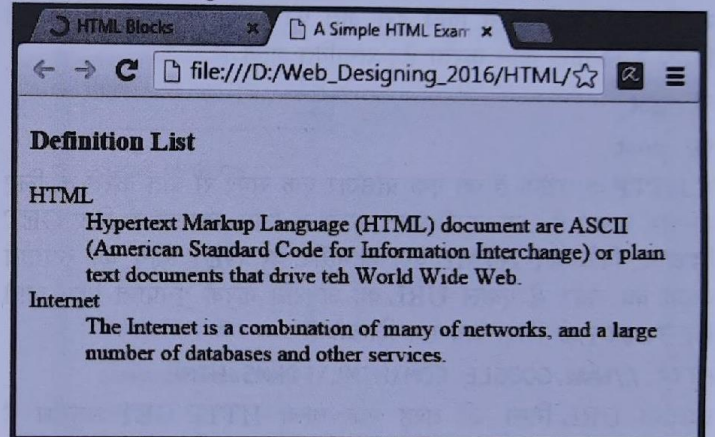 HTML Blocks
A Simple HTML Exam
file:///D:/Web_Designing_2016/HTML/
Definition List
HTML
Hypertext Markup Language (HTML) document are ASCII
(American Standard Code for Information Interchange) or plain
text documents that drive teh World Wide Web.
Internet
The Internet is a combination of many of networks, and a large
number of databases and other services.